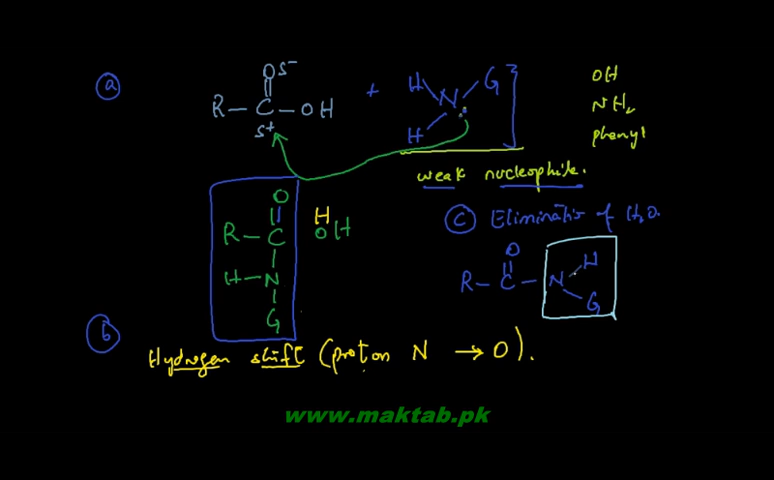 a
Oδ-
||
R — C — OH
δ+
+
H G
N:
H
OH
NH2
phenyl
weak nucleophile.
c Elimination of H2O.
O
||
R — C
|
H — N
|
G
H
OH
O
||
R — C — N
H
G
b
Hydrogen shift (proton N → O).
www.maktab.pk